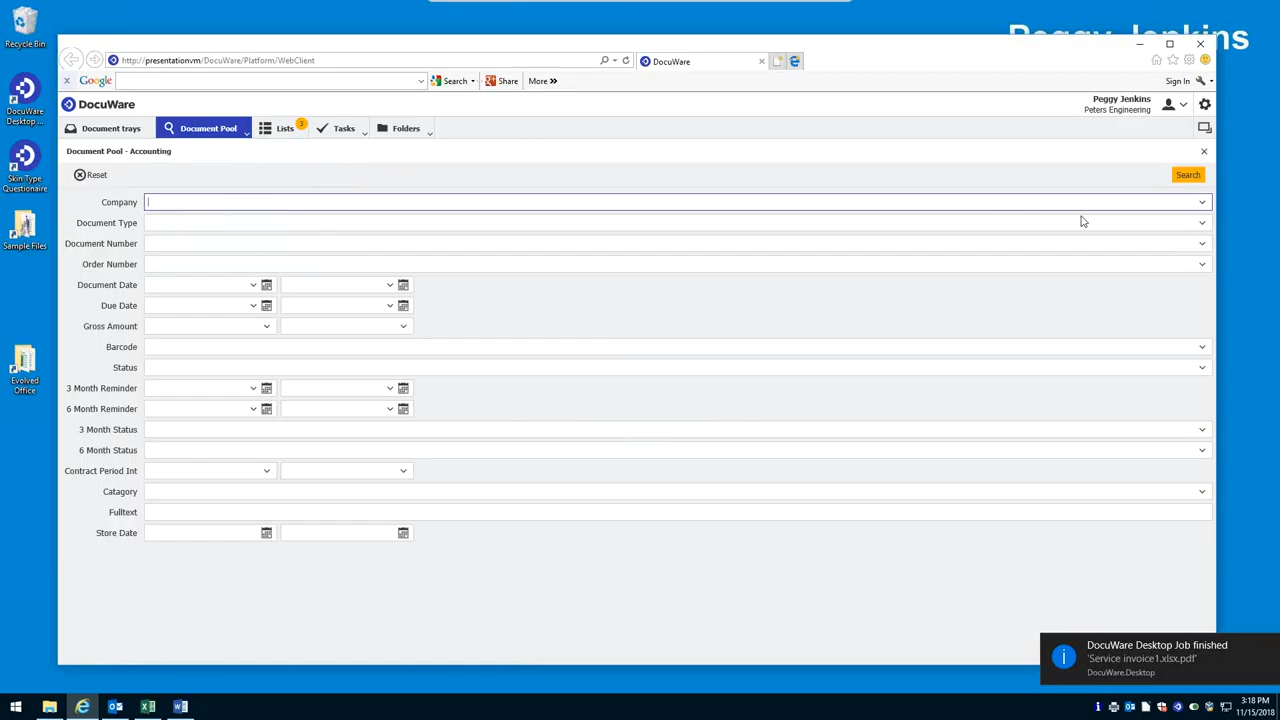 Recycle Bin
DocuWare Desktop ...
Skin Type Questionaire
Sample Files
Evolved Office
Peggy Jenkins
http://presentationvm/DocuWare/Platform/WebClient
DocuWare
Google
Search
Share
More »
Sign In
DocuWare
Peggy Jenkins
Peters Engineering
Document trays
Document Pool
Lists
3
Tasks
Folders
Document Pool - Accounting
Reset
Search
Company
Document Type
Document Number
Order Number
Document Date
Due Date
Gross Amount
Barcode
Status
3 Month Reminder
6 Month Reminder
3 Month Status
6 Month Status
Contract Period Int
Catagory
Fulltext
Store Date
DocuWare Desktop Job finished
'Service invoice1.xlsx.pdf'
DocuWare.Desktop
3:18 PM
11/15/2018